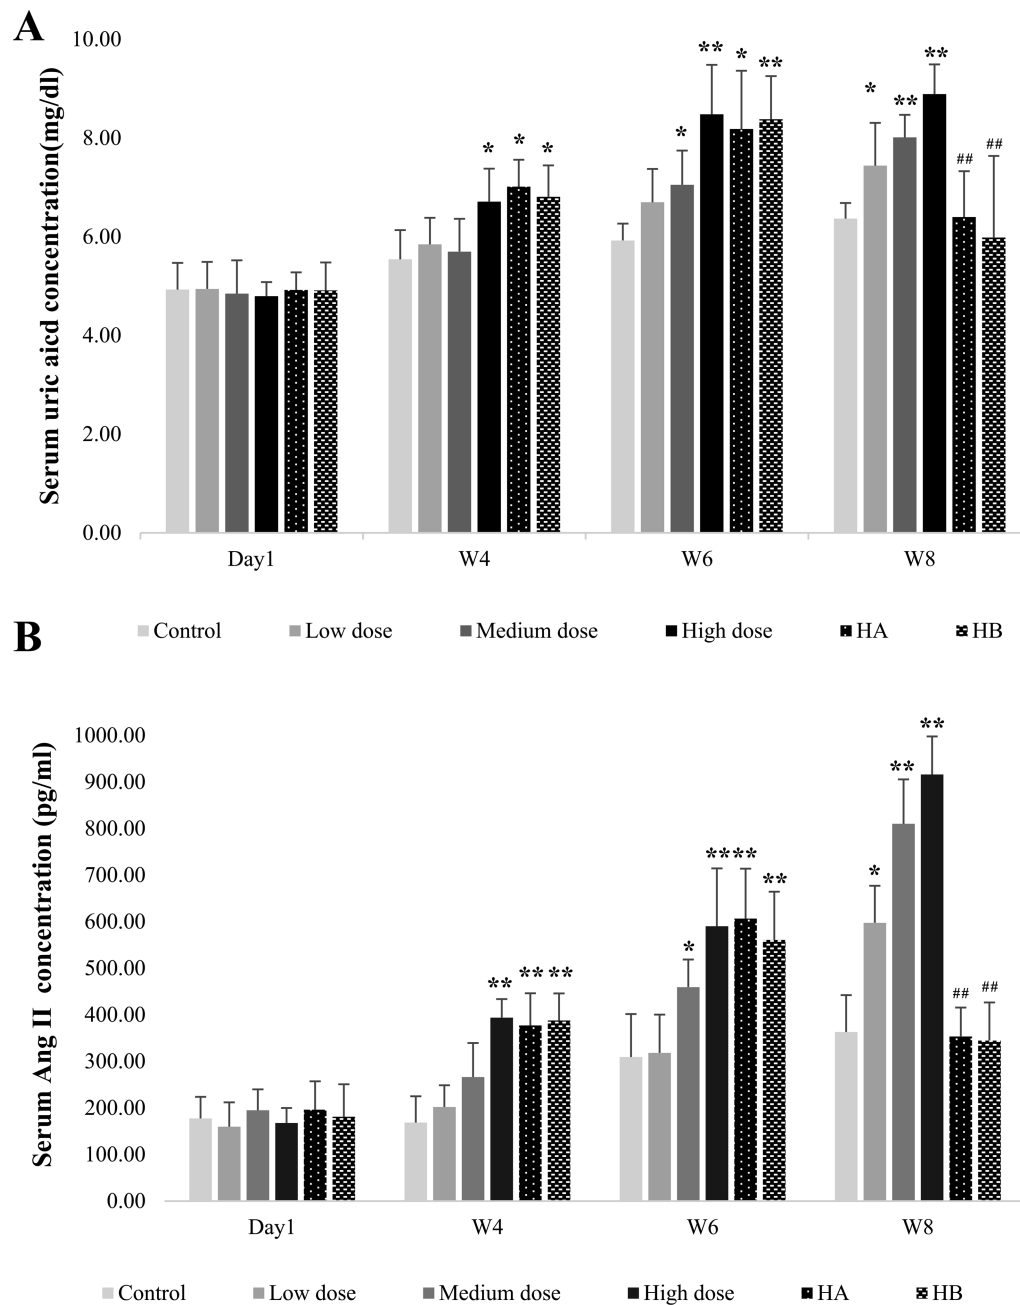 A
Serum uric aicd concentration(mg/dl)
10.00
8.00
6.00
4.00
2.00
0.00
* * * * ** * ** * ** ** ## ##
Day1 W4 W6 W8
Control Low dose Medium dose High dose HA HB
B
Serum Ang II concentration (pg/ml)
1000.00
900.00
800.00
700.00
600.00
500.00
400.00
300.00
200.00
100.00
0.00
** ** ** * **** ** * ** ** ## ##
Day1 W4 W6 W8
Control Low dose Medium dose High dose HA HB